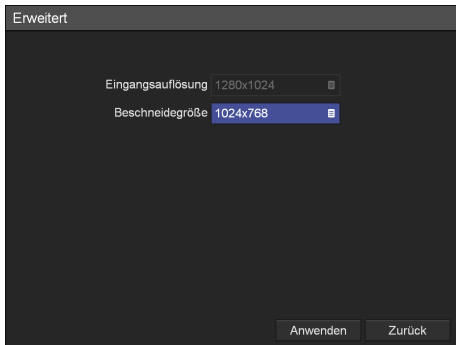 Erweitert
Eingangsauflösung 1280x1024
Beschneidegröße 1024x768
Anwenden Zurück